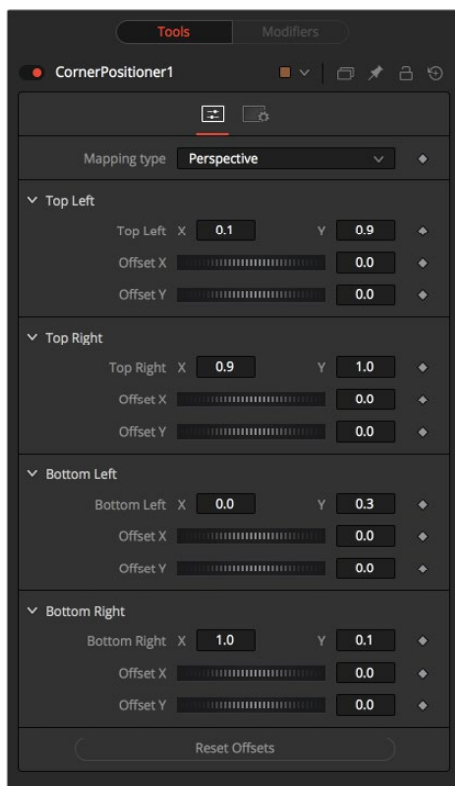 Tools Modifiers
CornerPositioner1
Mapping type Perspective
Top Left
Top Left X 0.1 Y 0.9
Offset X 0.0
Offset Y 0.0
Top Right
Top Right X 0.9 Y 1.0
Offset X 0.0
Offset Y 0.0
Bottom Left
Bottom Left X 0.0 Y 0.3
Offset X 0.0
Offset Y 0.0
Bottom Right
Bottom Right X 1.0 Y 0.1
Offset X 0.0
Offset Y 0.0
Reset Offsets